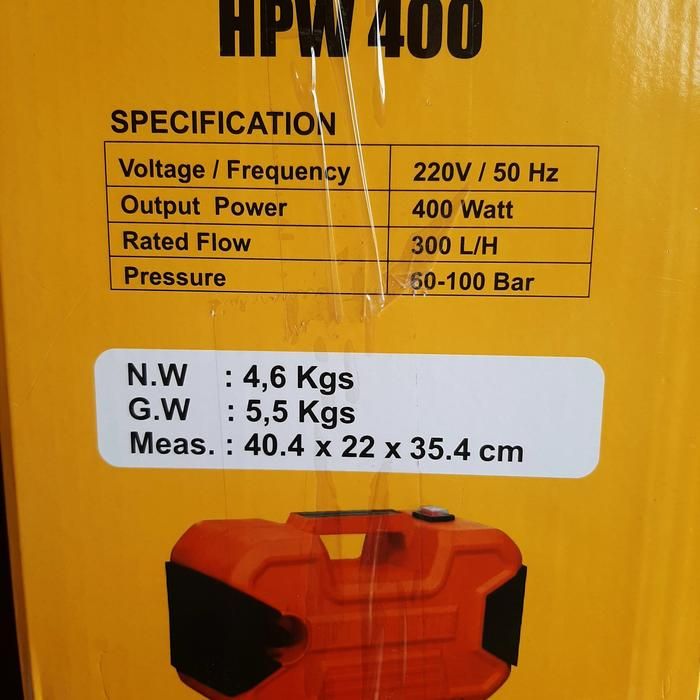 HPW 400
SPECIFICATION
Voltage / Frequency 220V / 50 Hz
Output Power 400 Watt
Rated Flow 300 L/H
Pressure 60-100 Bar
N.W : 4,6 Kgs
G.W : 5,5 Kgs
Meas. : 40.4 x 22 x 35.4 cm